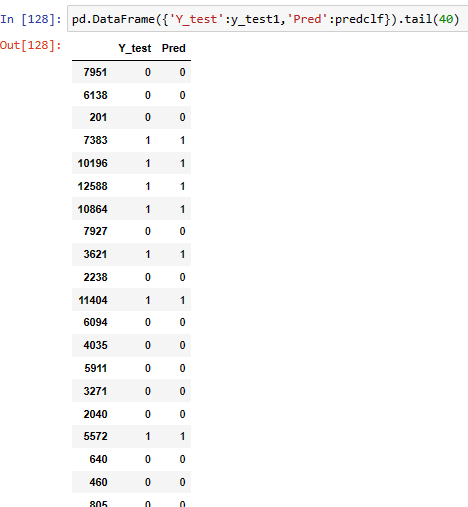 In [128]: pd.DataFrame({'Y_test':y_test1,'Pred':predclf}).tail(40)
Out[128]:
Y_test Pred
7951 0 0
6138 0 0
201 0 0
7383 1 1
10196 1 1
12588 1 1
10864 1 1
7927 0 0
3621 1 1
2238 0 0
11404 1 1
6094 0 0
4035 0 0
5911 0 0
3271 0 0
2040 0 0
5572 1 1
640 0 0
460 0 0
805 0 0